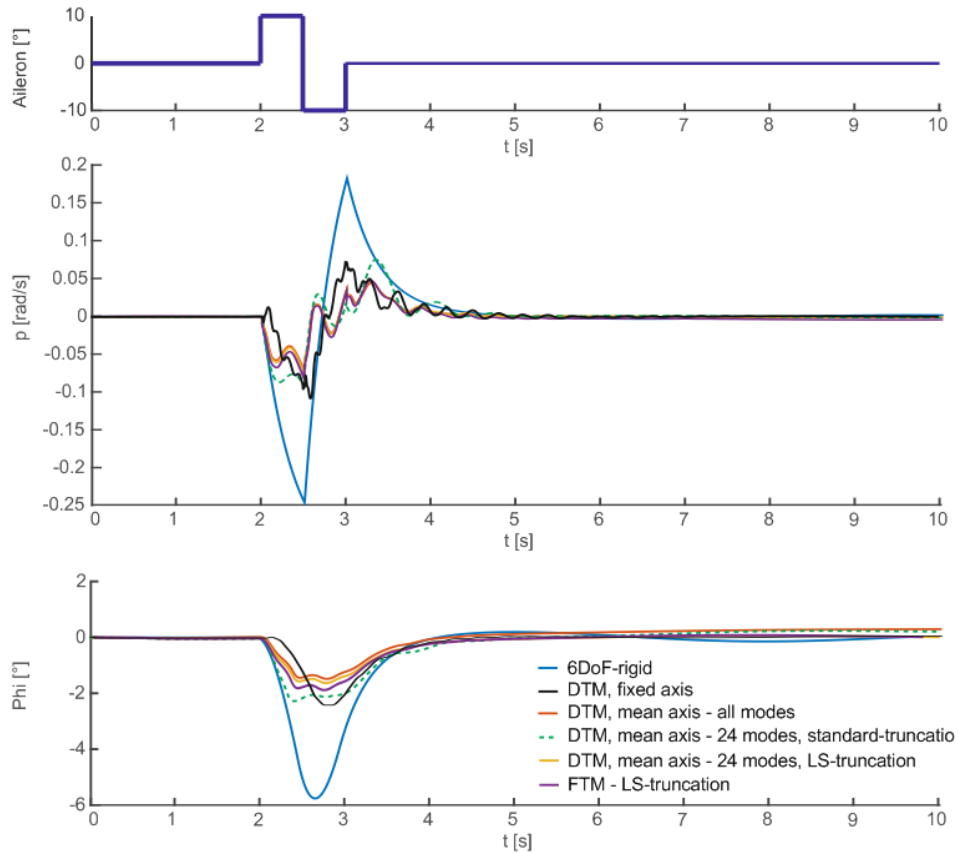 10
0
-10
Aileron [°]
0 1 2 3 4 5 6 7 8 9 10
t [s]
0.2
0.15
0.1
0.05
0
-0.05
-0.1
-0.15
-0.2
-0.25
p [rad/s]
0 1 2 3 4 5 6 7 8 9 10
t [s]
2
0
-2
-4
-6
Phi [°]
6DoF-rigid
DTM, fixed axis
DTM, mean axis - all modes
DTM, mean axis - 24 modes, standard-truncatio
DTM, mean axis - 24 modes, LS-truncation
FTM - LS-truncation
0 1 2 3 4 5 6 7 8 9 10
t [s]